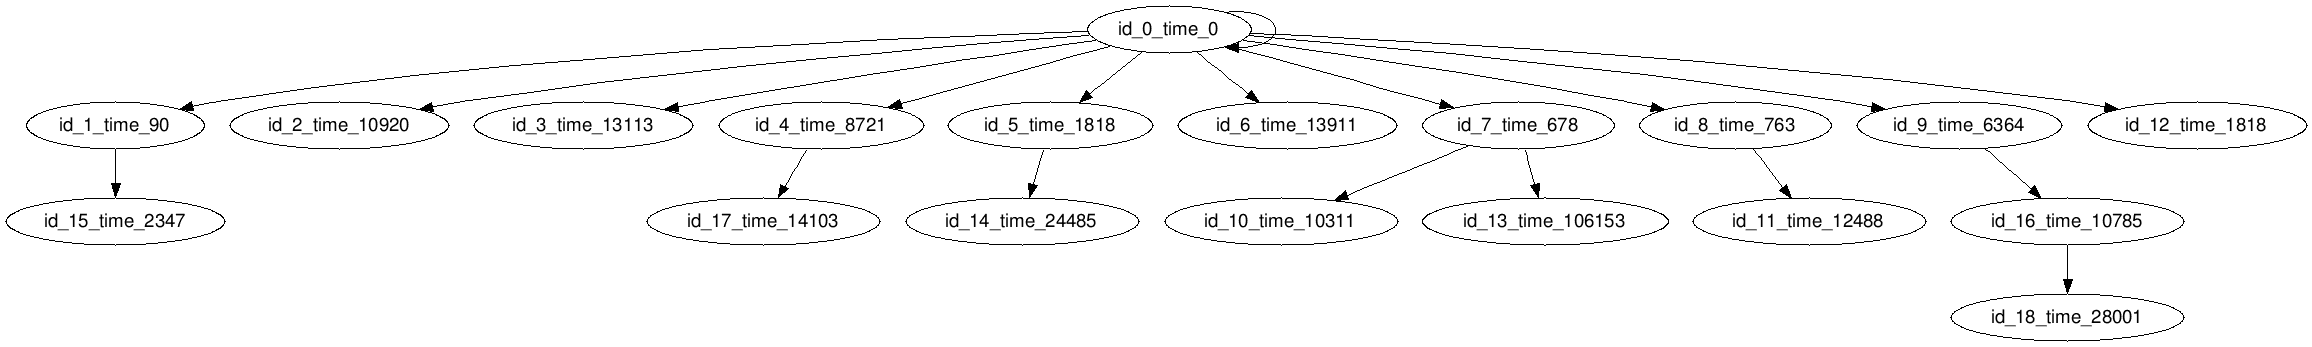 id_0_time_0
id_1_time_90
id_2_time_10920
id_3_time_13113
id_4_time_8721
id_5_time_1818
id_6_time_13911
id_7_time_678
id_8_time_763
id_9_time_6364
id_12_time_1818
id_15_time_2347
id_17_time_14103
id_14_time_24485
id_10_time_10311
id_13_time_106153
id_11_time_12488
id_16_time_10785
id_18_time_28001